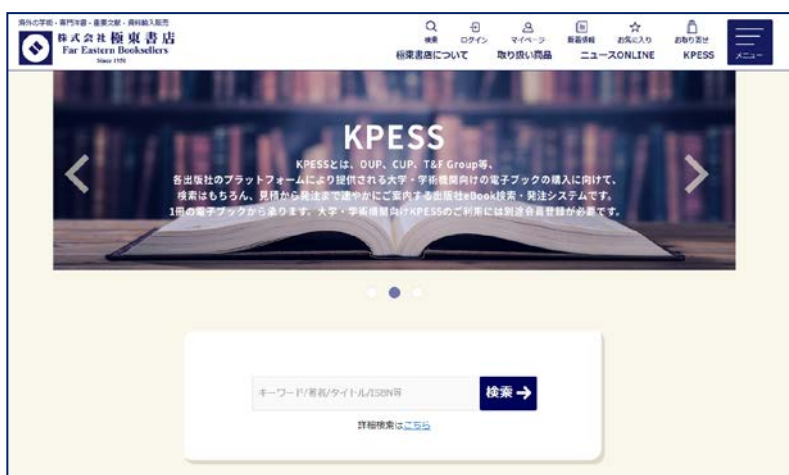 海外の学術・専門洋書・重要文献・資料輸入販売
株式会社 極東書店
Far Eastern Booksellers
Since 1951
検索
ログイン
マイページ
新着情報
お気に入り
お取り寄せ
極東書店について
取り扱い商品
ニュースONLINE
KPESS
メニュー
KPESS
KPESSとは、OUP、CUP、T&F Group等、
各出版社のプラットフォームにより提供される大学・学術機関向けの電子ブックの購入に向けて、
検索はもちろん、見積から発注まで速やかにご案内する出版社eBook検索・発注システムです。
1冊の電子ブックから承ります。大学・学術機関向けKPESSのご利用には別途会員登録が必要です。
キーワード/著者/タイトル/ISBN等
検索
詳細検索はこちら